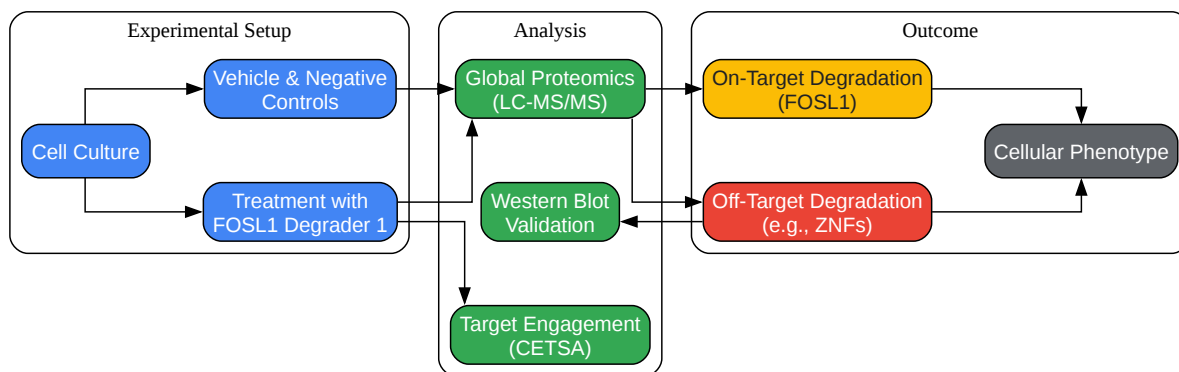 Experimental Setup
Cell Culture
Vehicle & Negative
Controls
Treatment with
FOSL1 Degrader 1
Analysis
Global Proteomics
(LC-MS/MS)
Western Blot
Validation
Target Engagement
(CETSA)
Outcome
On-Target Degradation
(FOSL1)
Off-Target Degradation
(e.g., ZNFs)
Cellular Phenotype